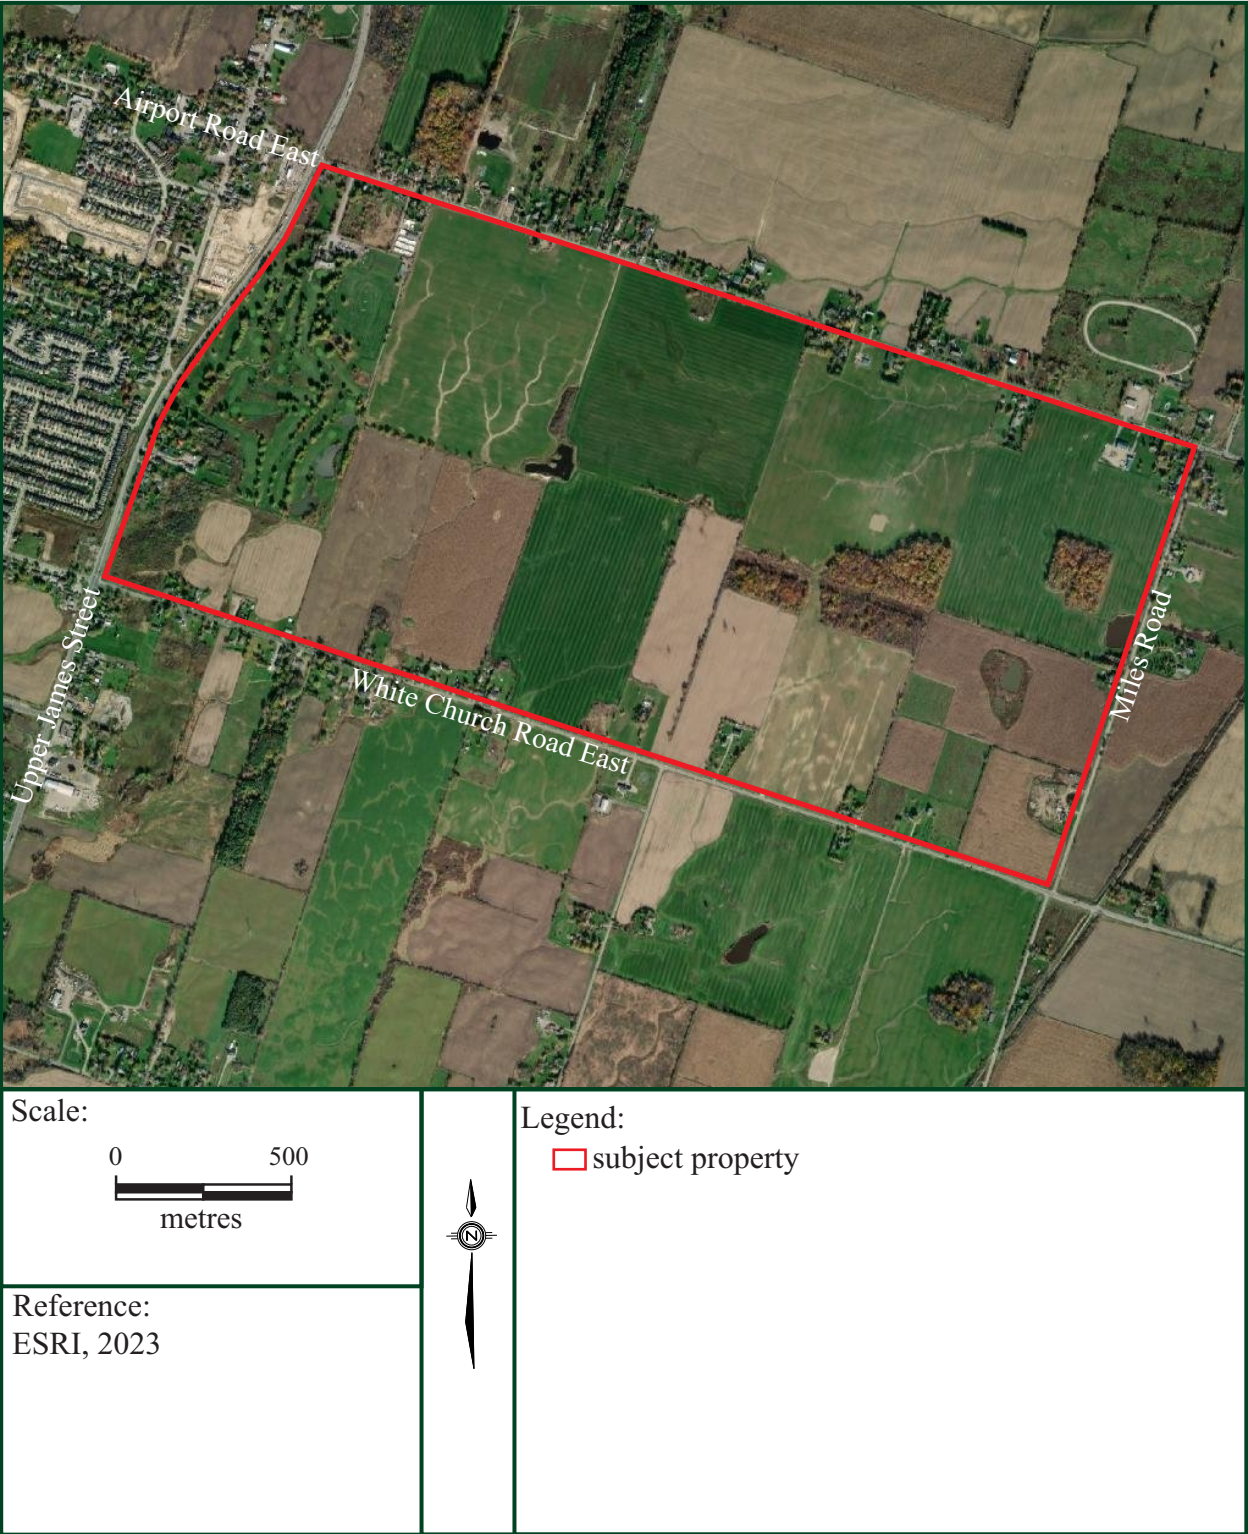 Airport Road East
Upper James Street
White Church Road East
Miles Road
Scale:
0 500
metres
N
Legend:
subject property
Reference:
ESRI, 2023